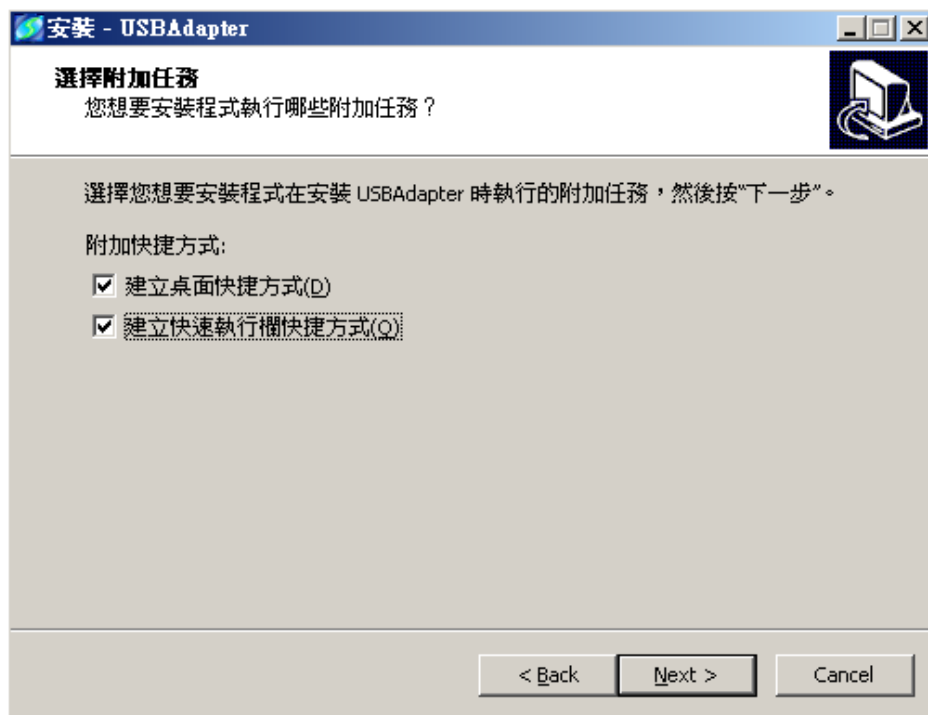 安裝 - USBAdapter
選擇附加任務
您想要安裝程式執行哪些附加任務？
選擇您想要安裝程式在安裝 USBAdapter 時執行的附加任務，然後按"下一步"。
附加快捷方式:
建立桌面快捷方式(D)
建立快速執行欄快捷方式(Q)
< Back
Next >
Cancel